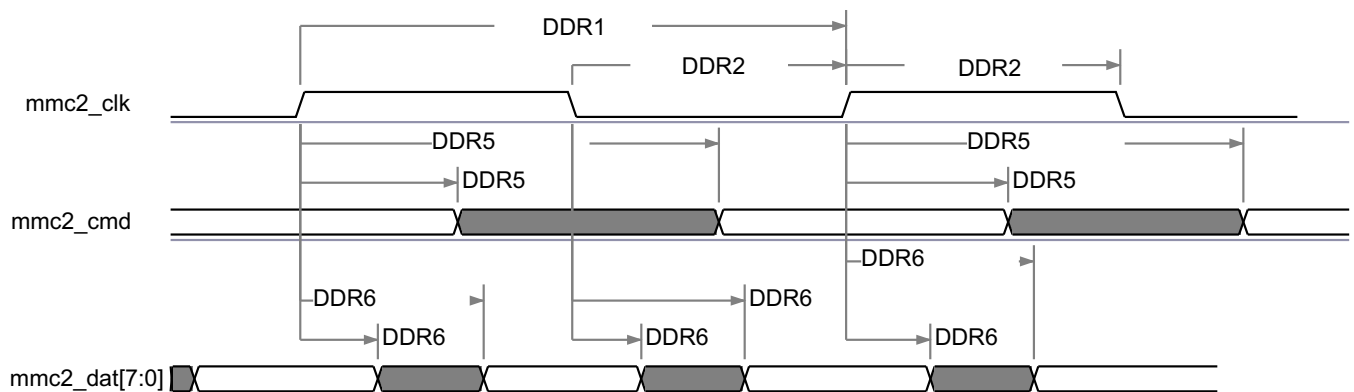 DDR1
DDR2 DDR2
mmc2_clk
DDR5 DDR5
DDR5 DDR5
mmc2_cmd
DDR6
DDR6 DDR6
DDR6 DDR6 DDR6
mmc2_dat[7:0]